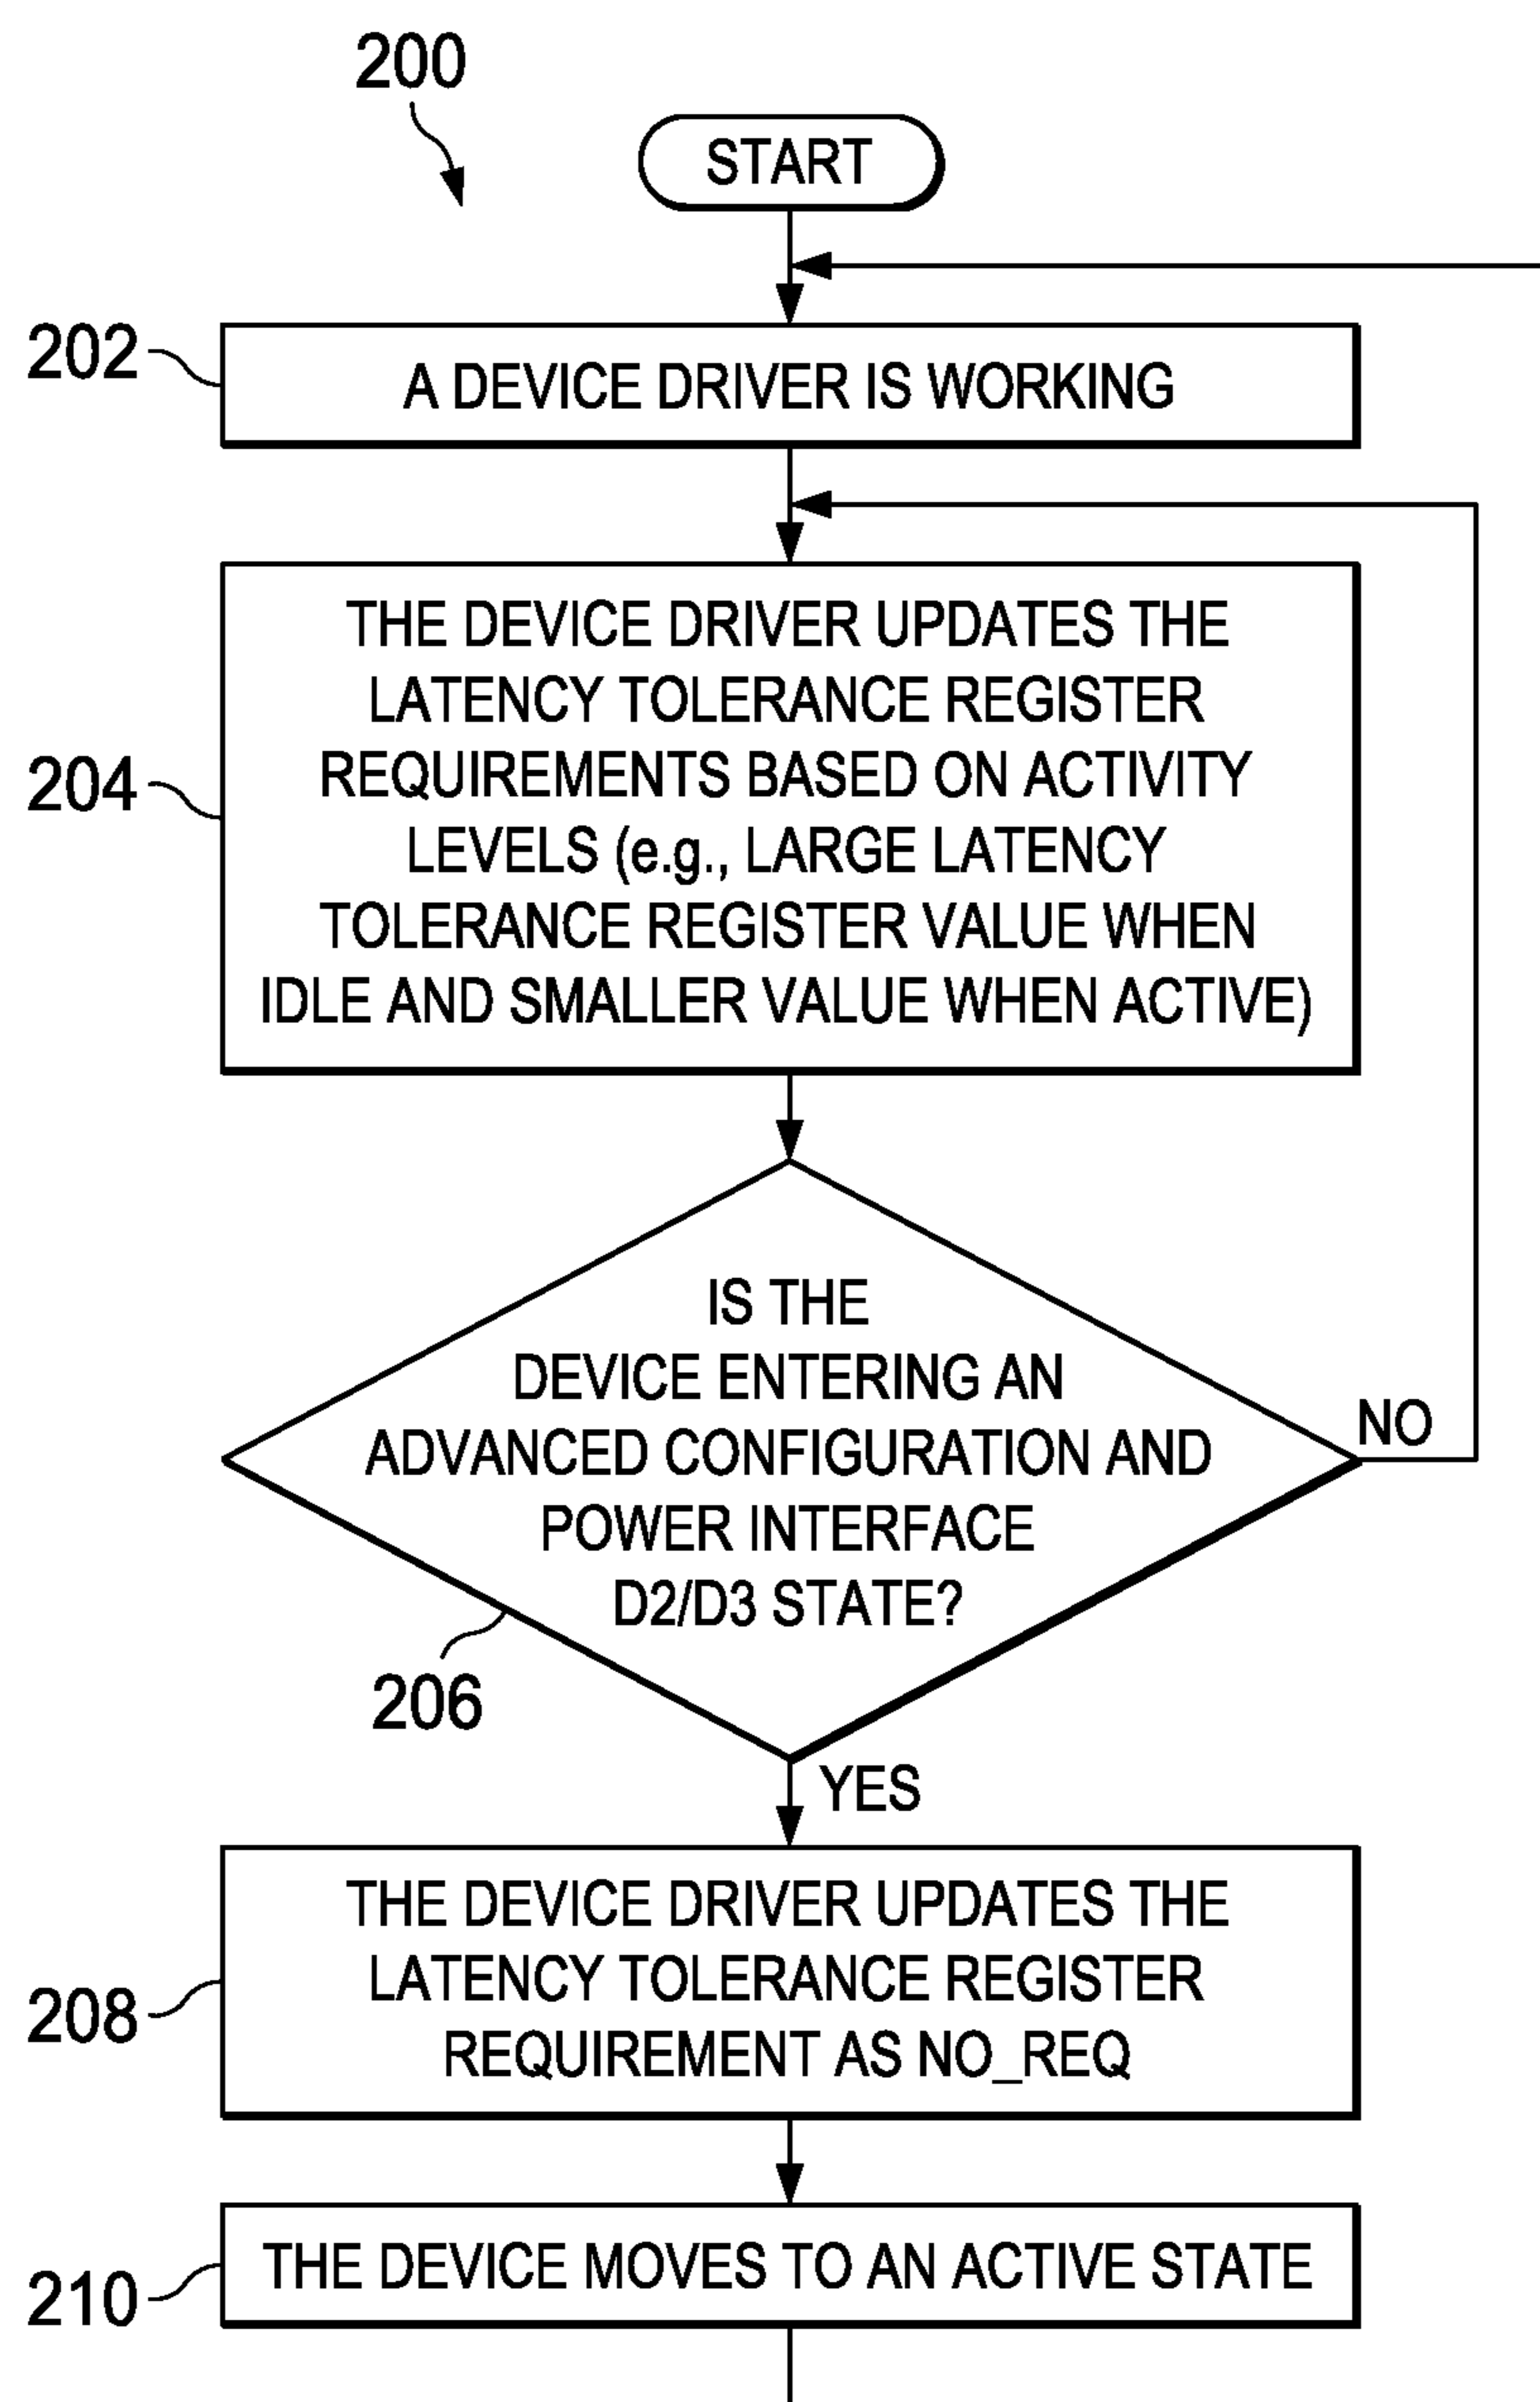 200
START
202
A DEVICE DRIVER IS WORKING
THE DEVICE DRIVER UPDATES THE
LATENCY TOLERANCE REGISTER
REQUIREMENTS BASED ON ACTIVITY
204
LEVELS (e.g., LARGE LATENCY
TOLERANCE REGISTER VALUE WHEN
IDLE AND SMALLER VALUE WHEN ACTIVE)
IS THE
DEVICE ENTERING AN
ADVANCED CONFIGURATION AND
POWER INTERFACE
D2/D3 STATE?
NO
206
YES
THE DEVICE DRIVER UPDATES THE
LATENCY TOLERANCE REGISTER
REQUIREMENT AS NO_REQ
208
THE DEVICE MOVES TO AN ACTIVE STATE
210